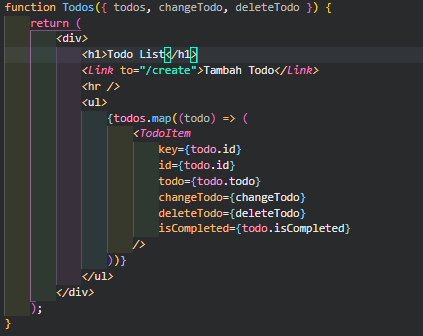 function Todos({ todos, changeTodo, deleteTodo }) {
    return (
        <div>
            <h1>Todo List</h1>
            <Link to="/create">Tambah Todo</Link>
            <hr />
            <ul>
                {todos.map((todo) => (
                    <TodoItem
                        key={todo.id}
                        id={todo.id}
                        todo={todo.todo}
                        changeTodo={changeTodo}
                        deleteTodo={deleteTodo}
                        isCompleted={todo.isCompleted}
                    />
                ))}
            </ul>
        </div>
    );
}